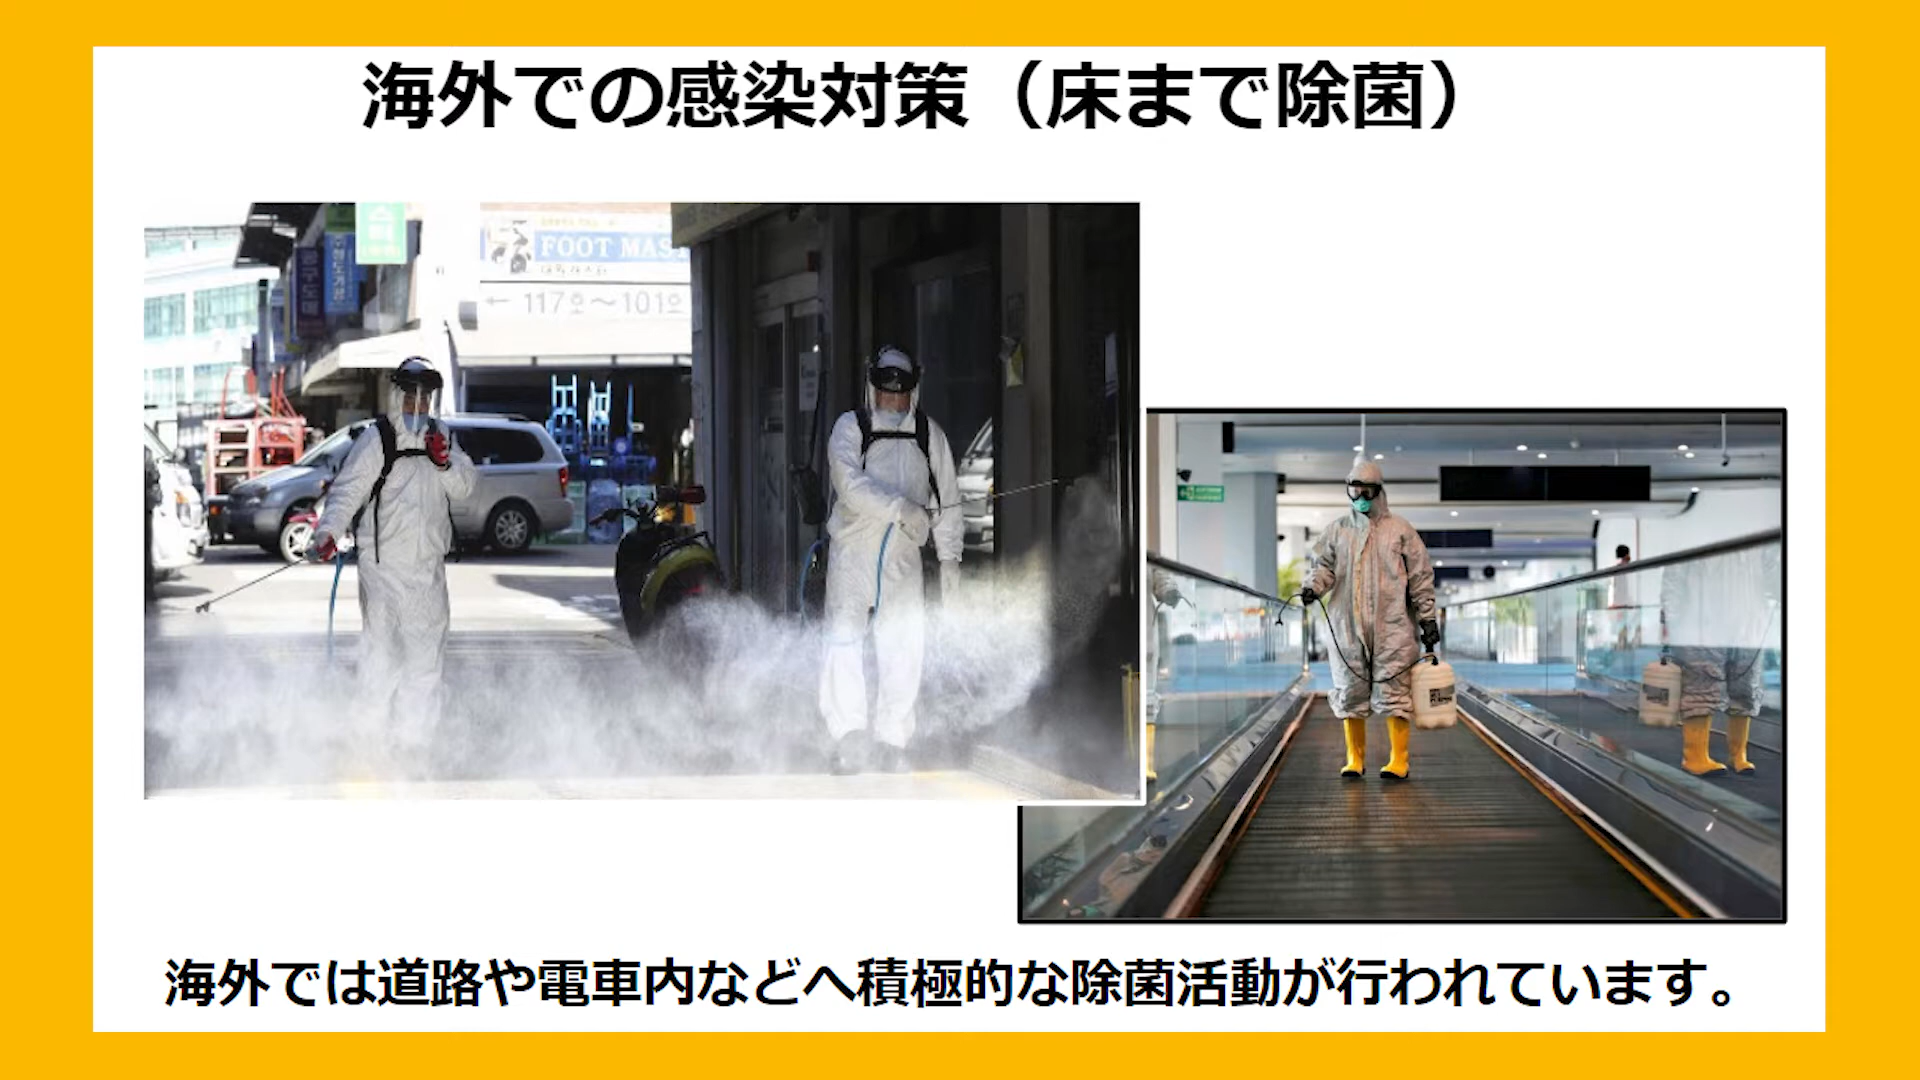 海外での感染対策（床まで除菌）
FOOT MAS
← 117호~101호
海外では道路や電車内などへ積極的な除菌活動が行われています。